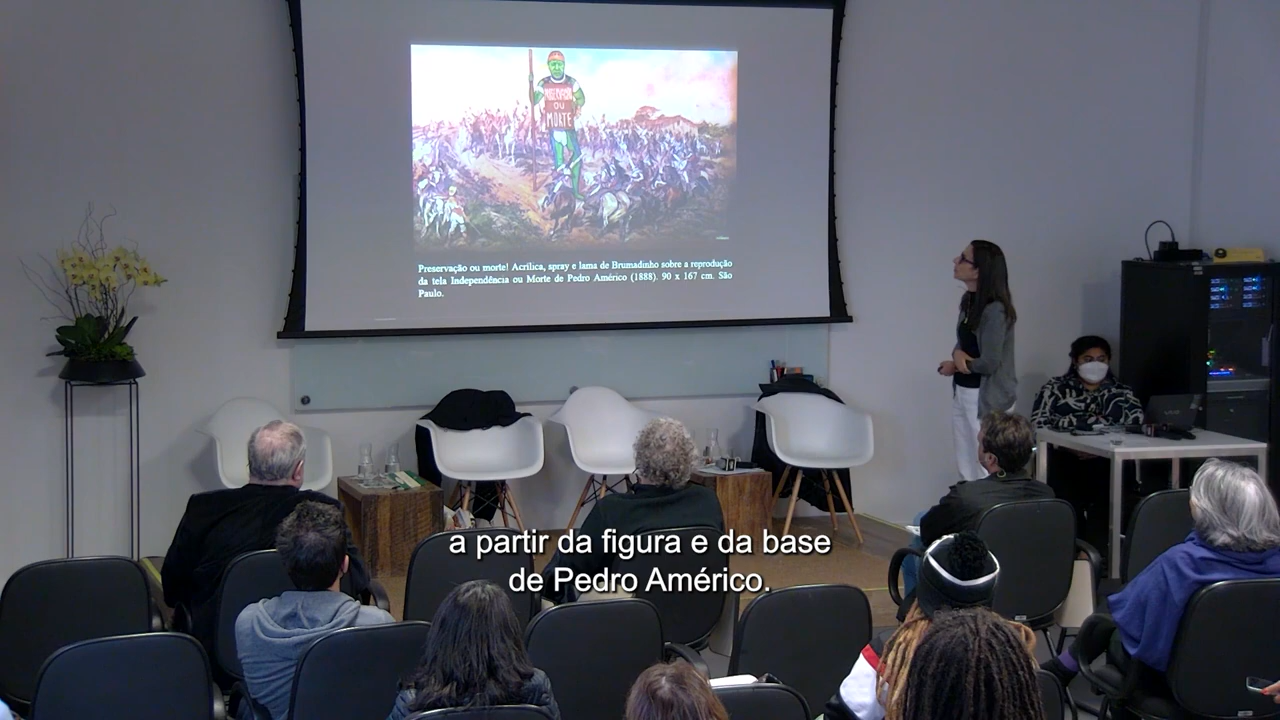 OU
MORTE
Preservação ou morte! Acrílica, spray e lama de Brumadinho sobre a reprodução
da tela Independência ou Morte de Pedro Américo (1888). 90 x 167 cm. São
Paulo.
VAIO
a partir da figura e da base
de Pedro Américo.